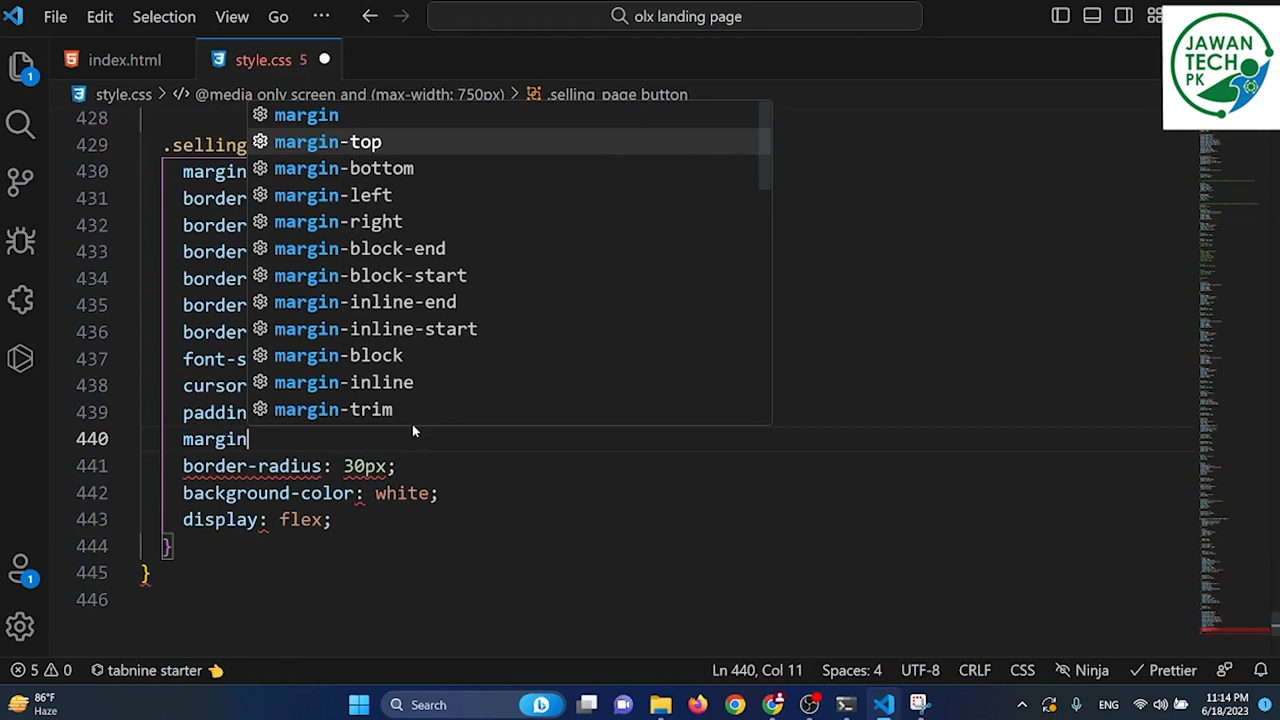 File Edit Selection View Go ··· olx landing page
JAWAN
TECH
PK
index.html style.css 5
style.css > @media only screen and (max-width: 750px) > .selling_page button
428
429 .selling
430 margin
431 border
432 border
433 border
434 border
435 border
436 border
437 font-s
438 cursor
439 paddin
440 margin
441 border-radius: 30px;
442 background-color: white;
443 display: flex;
444 }
445 }
446
margin
margin-top
margin-bottom
margin-left
margin-right
margin-block-end
margin-block-start
margin-inline-end
margin-inline-start
margin-block
margin-inline
margin-trim
1
1
5 0 tabnine starter Ln 440, Col 11 Spaces: 4 UTF-8 CRLF CSS Ninja Prettier
86°F
Haze
Search
ENG
11:14 PM
6/18/2023
1